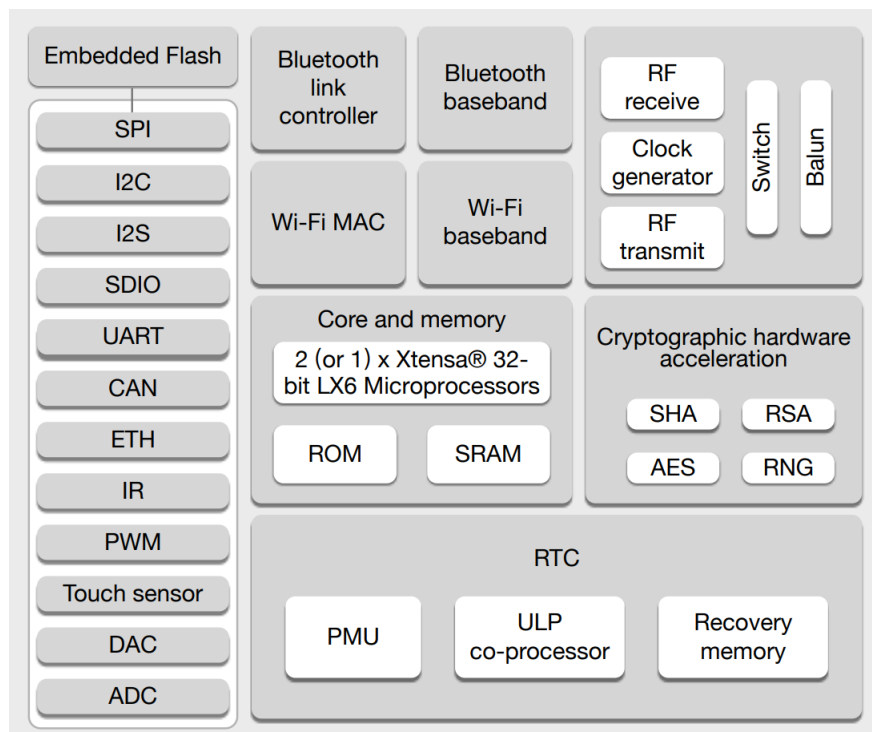 Embedded Flash
SPI
I2C
I2S
SDIO
UART
CAN
ETH
IR
PWM
Touch sensor
DAC
ADC
Bluetooth
link
controller
Bluetooth
baseband
Wi-Fi MAC
Wi-Fi
baseband
RF
receive
Clock
generator
RF
transmit
Switch
Balun
Core and memory
2 (or 1) x Xtensa® 32-
bit LX6 Microprocessors
ROM
SRAM
Cryptographic hardware
acceleration
SHA
RSA
AES
RNG
RTC
PMU
ULP
co-processor
Recovery
memory